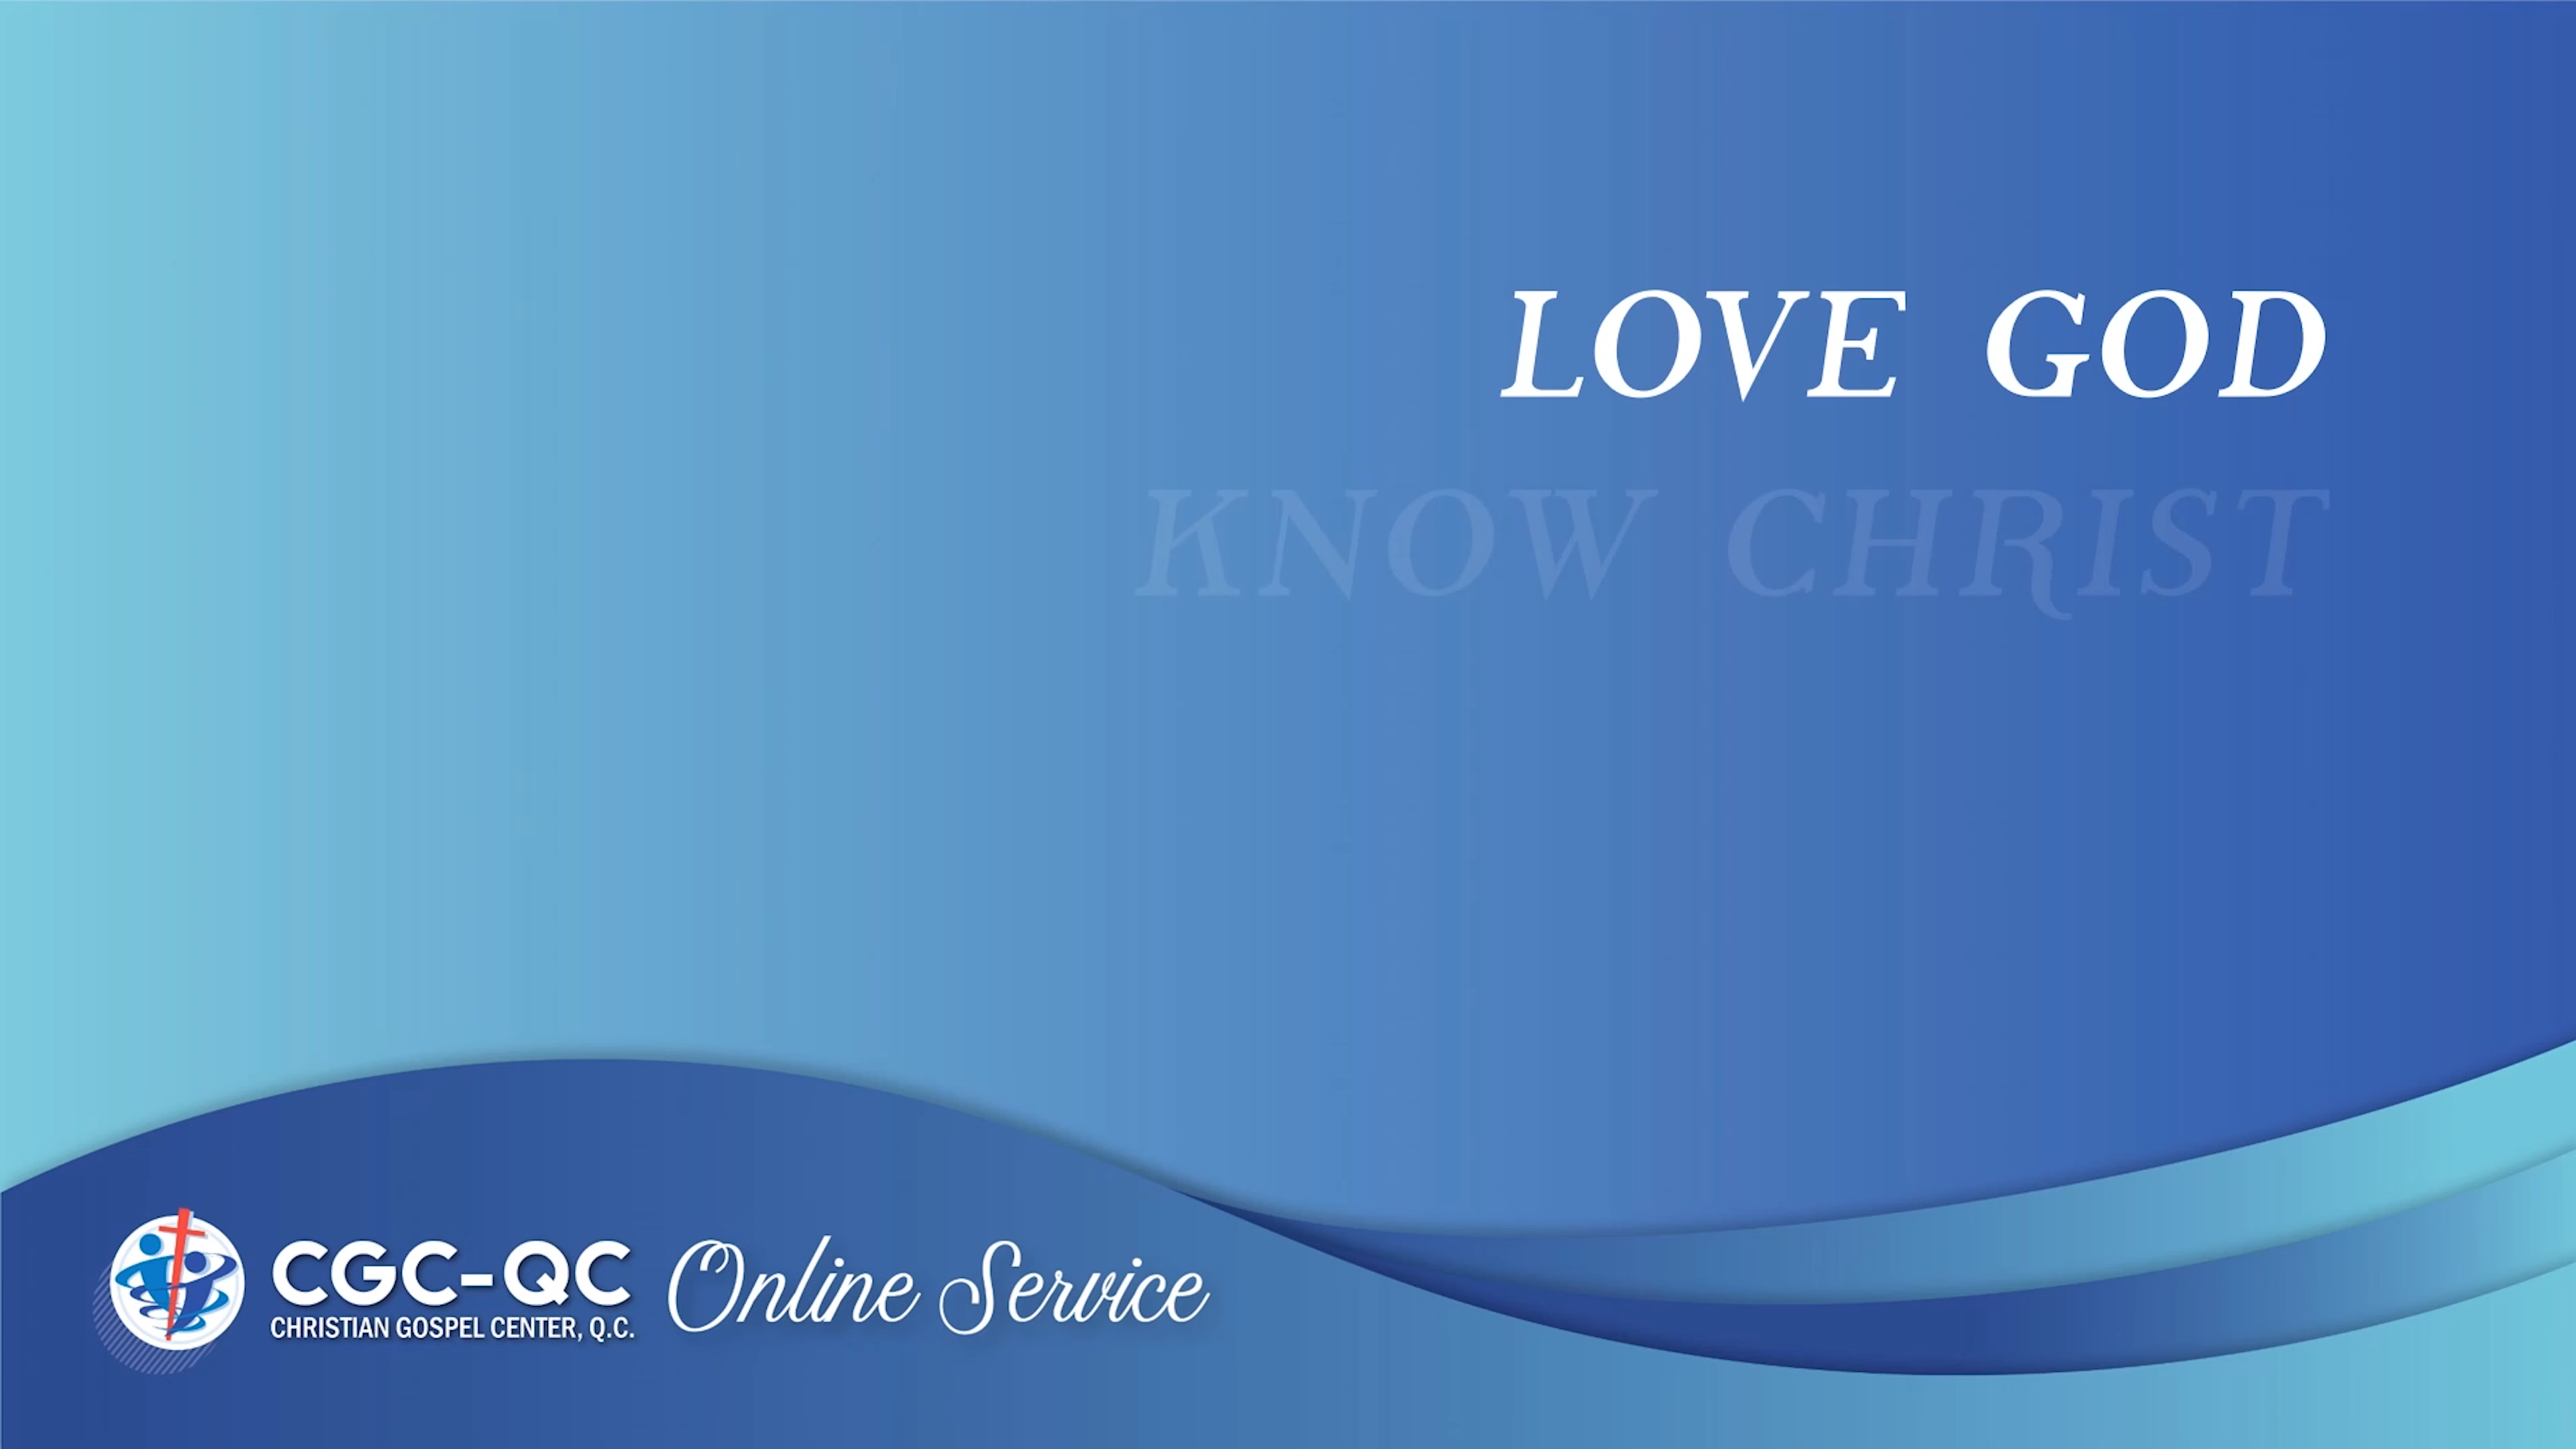 LOVE GOD
KNOW CHRIST
CGC-QC
CHRISTIAN GOSPEL CENTER, Q.C.
Online Service